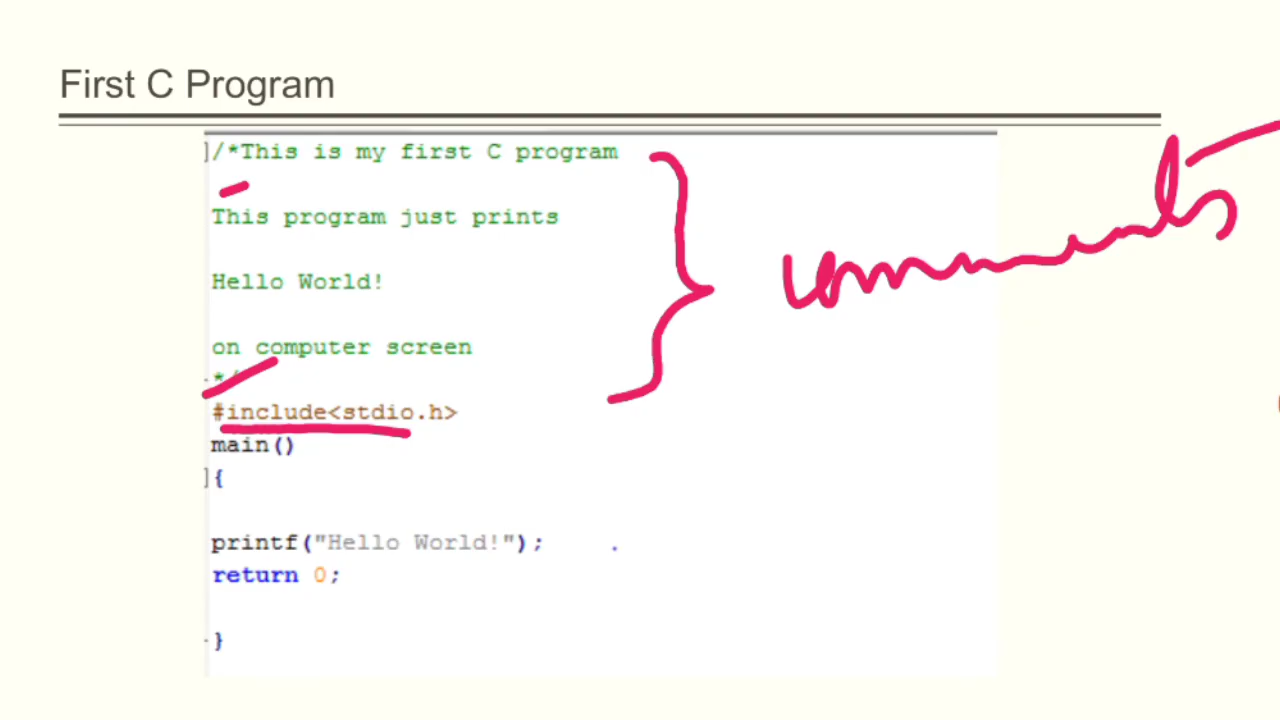 First C Program
/*This is my first C program
This program just prints
Hello World!
on computer screen
*/
#include<stdio.h>
main()
{
printf("Hello World!");
return 0;
}
comments